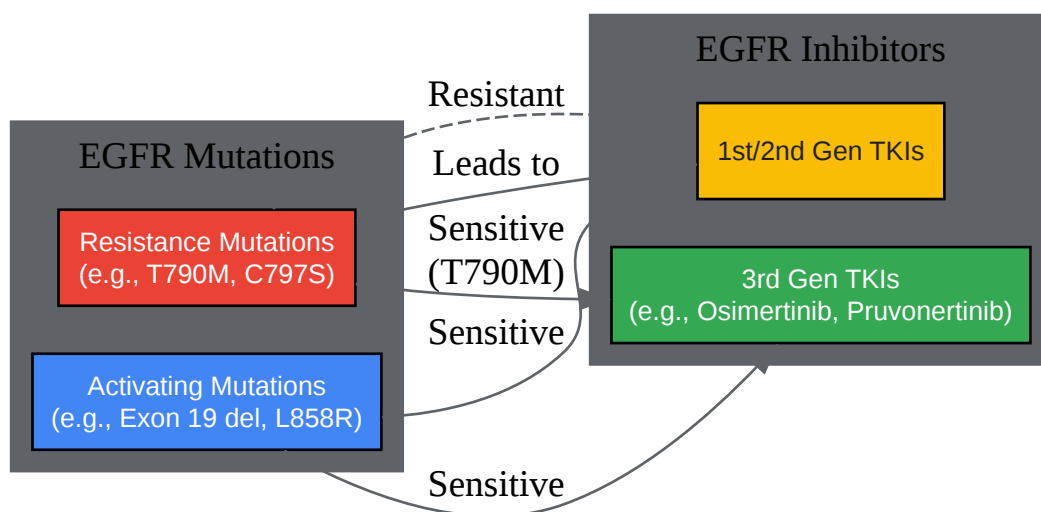 EGFR Mutations
Resistance Mutations
(e.g., T790M, C797S)
Activating Mutations
(e.g., Exon 19 del, L858R)
Resistant
Leads to
Sensitive
(T790M)
Sensitive
Sensitive
EGFR Inhibitors
1st/2nd Gen TKIs
3rd Gen TKIs
(e.g., Osimertinib, Pruvonertinib)